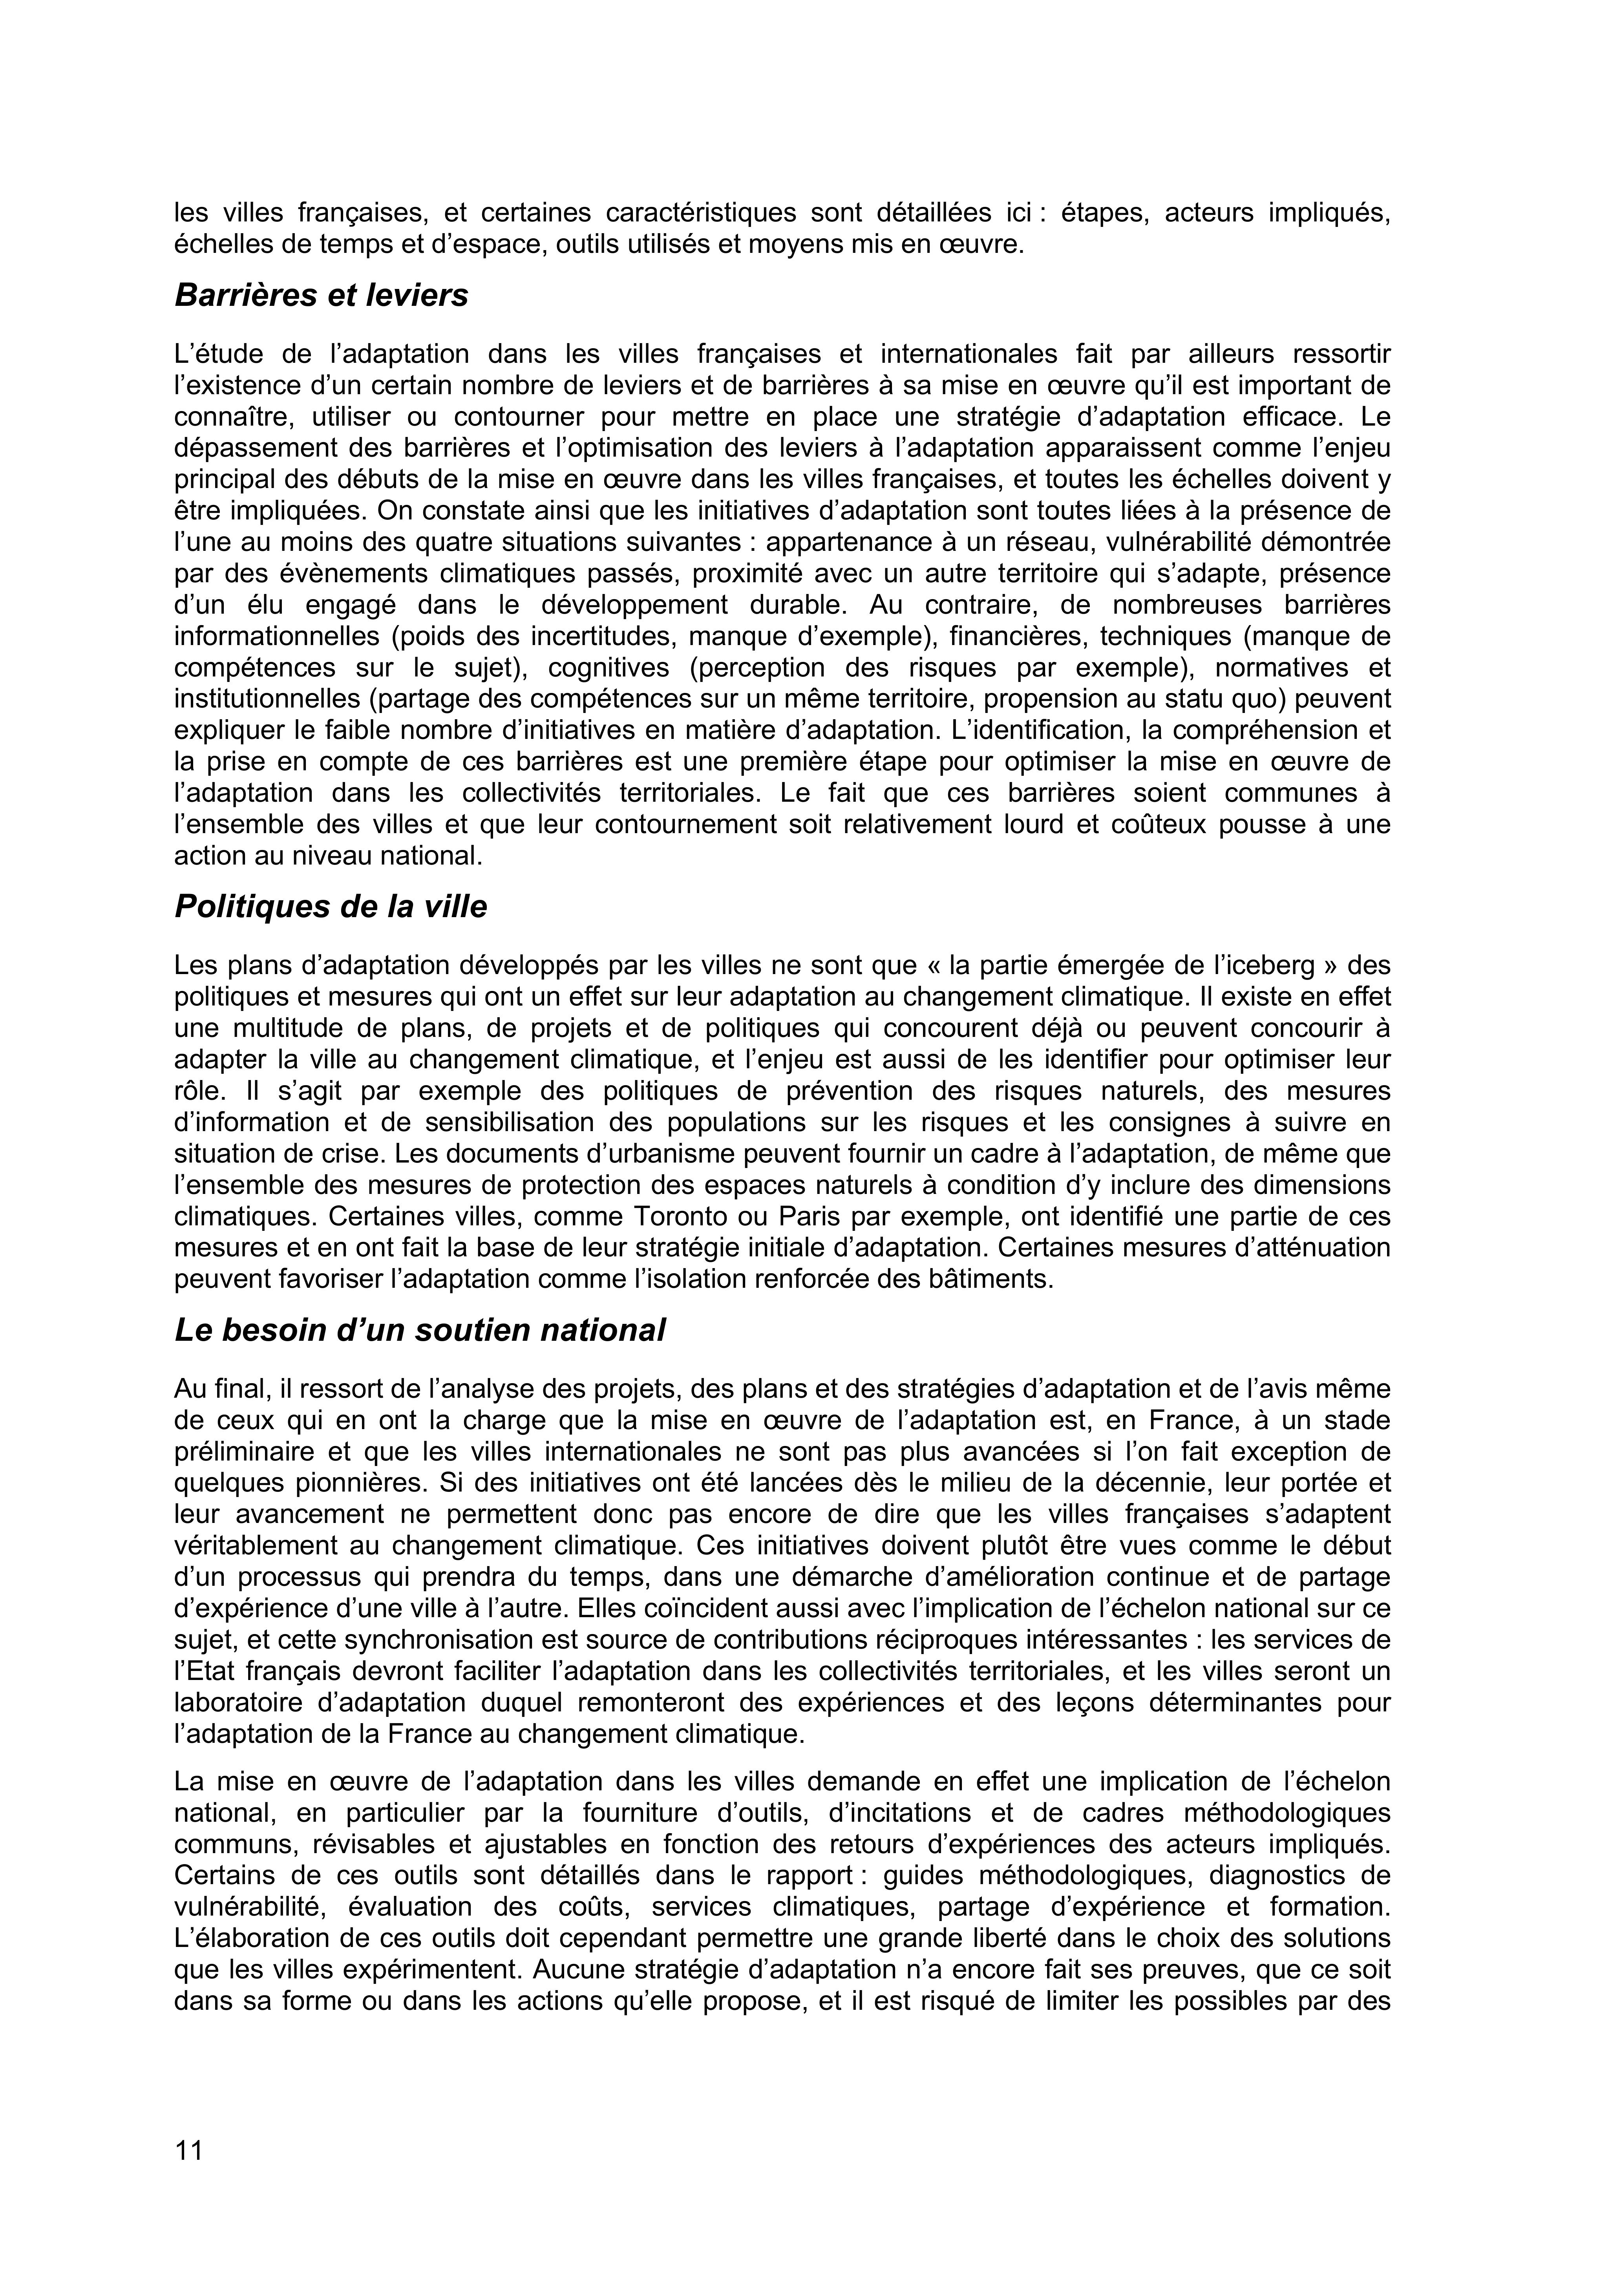 les villes françaises, et certaines caractéristiques sont détaillées ici : étapes, acteurs impliqués,
échelles de temps et d’espace, outils utilisés et moyens mis en œuvre.
Barrières et leviers
L’étude de l’adaptation dans les villes françaises et internationales fait par ailleurs ressortir
l’existence d’un certain nombre de leviers et de barrières à sa mise en œuvre qu’il est important de
connaître, utiliser ou contourner pour mettre en place une stratégie d’adaptation efficace. Le
dépassement des barrières et l’optimisation des leviers à l’adaptation apparaissent comme l’enjeu
principal des débuts de la mise en œuvre dans les villes françaises, et toutes les échelles doivent y
être impliquées. On constate ainsi que les initiatives d’adaptation sont toutes liées à la présence de
l’une au moins des quatre situations suivantes : appartenance à un réseau, vulnérabilité démontrée
par des évènements climatiques passés, proximité avec un autre territoire qui s’adapte, présence
d’un élu engagé dans le développement durable. Au contraire, de nombreuses barrières
informationnelles (poids des incertitudes, manque d’exemple), financières, techniques (manque de
compétences sur le sujet), cognitives (perception des risques par exemple), normatives et
institutionnelles (partage des compétences sur un même territoire, propension au statu quo) peuvent
expliquer le faible nombre d’initiatives en matière d’adaptation. L’identification, la compréhension et
la prise en compte de ces barrières est une première étape pour optimiser la mise en œuvre de
l’adaptation dans les collectivités territoriales. Le fait que ces barrières soient communes à
l’ensemble des villes et que leur contournement soit relativement lourd et coûteux pousse à une
action au niveau national.
Politiques de la ville
Les plans d’adaptation développés par les villes ne sont que « la partie émergée de l’iceberg » des
politiques et mesures qui ont un effet sur leur adaptation au changement climatique. Il existe en effet
une multitude de plans, de projets et de politiques qui concourent déjà ou peuvent concourir à
adapter la ville au changement climatique, et l’enjeu est aussi de les identifier pour optimiser leur
rôle. Il s’agit par exemple des politiques de prévention des risques naturels, des mesures
d’information et de sensibilisation des populations sur les risques et les consignes à suivre en
situation de crise. Les documents d’urbanisme peuvent fournir un cadre à l’adaptation, de même que
l’ensemble des mesures de protection des espaces naturels à condition d’y inclure des dimensions
climatiques. Certaines villes, comme Toronto ou Paris par exemple, ont identifié une partie de ces
mesures et en ont fait la base de leur stratégie initiale d’adaptation. Certaines mesures d’atténuation
peuvent favoriser l’adaptation comme l’isolation renforcée des bâtiments.
Le besoin d’un soutien national
Au final, il ressort de l’analyse des projets, des plans et des stratégies d’adaptation et de l’avis même
de ceux qui en ont la charge que la mise en œuvre de l’adaptation est, en France, à un stade
préliminaire et que les villes internationales ne sont pas plus avancées si l’on fait exception de
quelques pionnières. Si des initiatives ont été lancées dès le milieu de la décennie, leur portée et
leur avancement ne permettent donc pas encore de dire que les villes françaises s’adaptent
véritablement au changement climatique. Ces initiatives doivent plutôt être vues comme le début
d’un processus qui prendra du temps, dans une démarche d’amélioration continue et de partage
d’expérience d’une ville à l’autre. Elles coïncident aussi avec l’implication de l’échelon national sur ce
sujet, et cette synchronisation est source de contributions réciproques intéressantes : les services de
l’Etat français devront faciliter l’adaptation dans les collectivités territoriales, et les villes seront un
laboratoire d’adaptation duquel remonteront des expériences et des leçons déterminantes pour
l’adaptation de la France au changement climatique.
La mise en œuvre de l’adaptation dans les villes demande en effet une implication de l’échelon
national, en particulier par la fourniture d’outils, d’incitations et de cadres méthodologiques
communs, révisables et ajustables en fonction des retours d’expériences des acteurs impliqués.
Certains de ces outils sont détaillés dans le rapport : guides méthodologiques, diagnostics de
vulnérabilité, évaluation des coûts, services climatiques, partage d’expérience et formation.
L’élaboration de ces outils doit cependant permettre une grande liberté dans le choix des solutions
que les villes expérimentent. Aucune stratégie d’adaptation n’a encore fait ses preuves, que ce soit
dans sa forme ou dans les actions qu’elle propose, et il est risqué de limiter les possibles par des
11